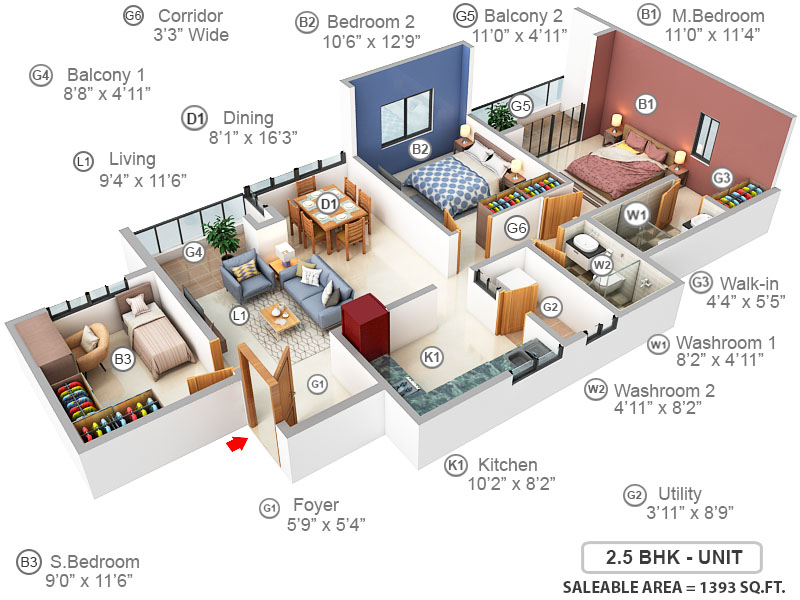 G6 Corridor
3'3" Wide
B2 Bedroom 2
10'6" x 12'9"
G5 Balcony 2
11'0" x 4'11"
B1 M.Bedroom
11'0" x 11'4"
G4 Balcony 1
8'8" x 4'11"
D1 Dining
8'1" x 16'3"
L1 Living
9'4" x 11'6"
G5
B1
B2
G3
D1
W1
G6
G4
W2
G3 Walk-in
4'4" x 5'5"
G2
L1
W1 Washroom 1
8'2" x 4'11"
B3
K1
G1
W2 Washroom 2
4'11" x 8'2"
K1 Kitchen
10'2" x 8'2"
G1 Foyer
5'9" x 5'4"
G2 Utility
3'11" x 8'9"
B3 S.Bedroom
9'0" x 11'6"
2.5 BHK - UNIT
SALEABLE AREA = 1393 SQ.FT.